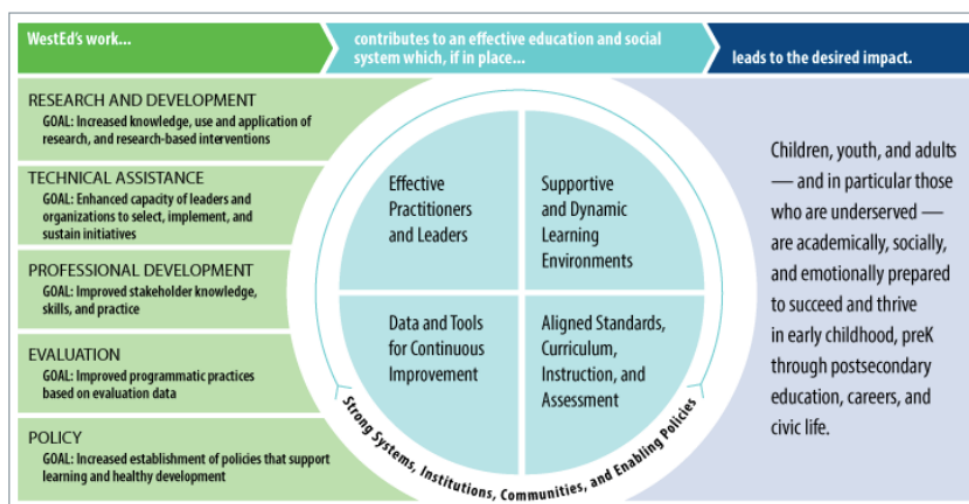 WestEd's work...
contributes to an effective education and social
system which, if in place...
leads to the desired impact.
RESEARCH AND DEVELOPMENT
GOAL: Increased knowledge, use and application of
research, and research-based interventions
TECHNICAL ASSISTANCE
GOAL: Enhanced capacity of leaders and
organizations to select, implement, and
sustain initiatives
PROFESSIONAL DEVELOPMENT
GOAL: Improved stakeholder knowledge,
skills, and practice
EVALUATION
GOAL: Improved programmatic practices
based on evaluation data
POLICY
GOAL: Increased establishment of policies that support
learning and healthy development
Effective
Practitioners
and Leaders
Supportive
and Dynamic
Learning
Environments
Data and Tools
for Continuous
Improvement
Aligned Standards,
Curriculum,
Instruction, and
Assessment
Strong Systems, Institutions, Communities, and Enabling Policies
Children, youth, and adults
— and in particular those
who are underserved —
are academically, socially,
and emotionally prepared
to succeed and thrive
in early childhood, preK
through postsecondary
education, careers, and
civic life.